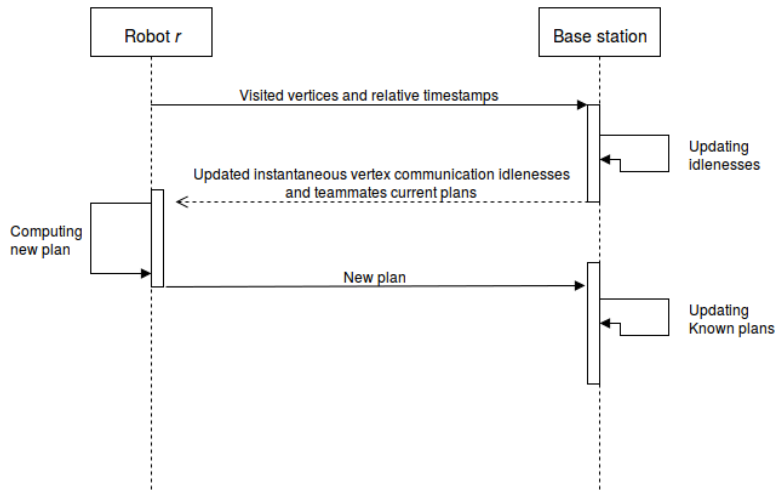 Robot r
Base station
Visited vertices and relative timestamps
Updating
idlenesses
Updated instantaneous vertex communication idlenesses
and teammates current plans
Computing
new plan
New plan
Updating
Known plans